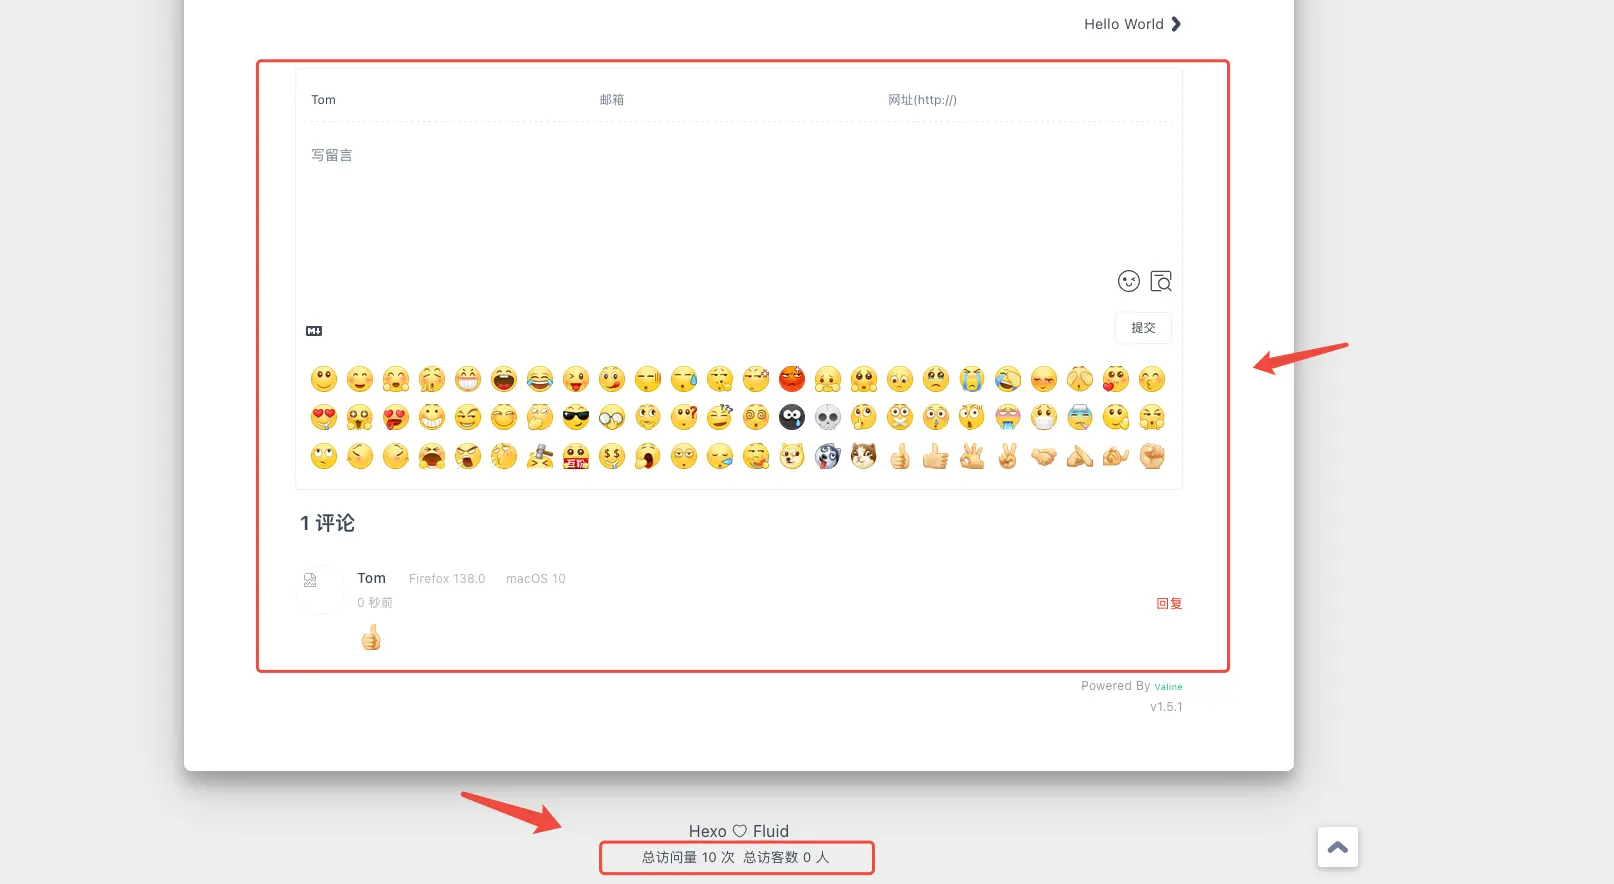 Hello World
Tom 邮箱 网址(http://)
写留言
M↓
提交
互粉
1 评论
Tom Firefox 138.0 macOS 10
0 秒前 回复
Powered By Valine
v1.5.1
Hexo ♡ Fluid
总访问量 10 次 总访客数 0 人